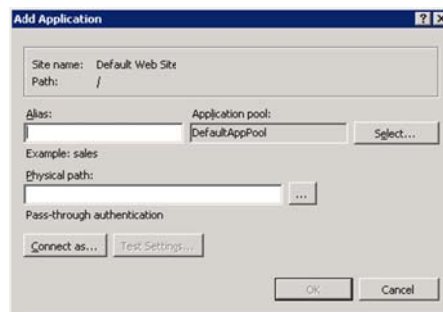 Add Application
Site name: Default Web Site
Path: /
Alias: Application pool:
DefaultAppPool Select...
Example: sales
Physical path:
...
Pass-through authentication
Connect as... Test Settings...
OK Cancel